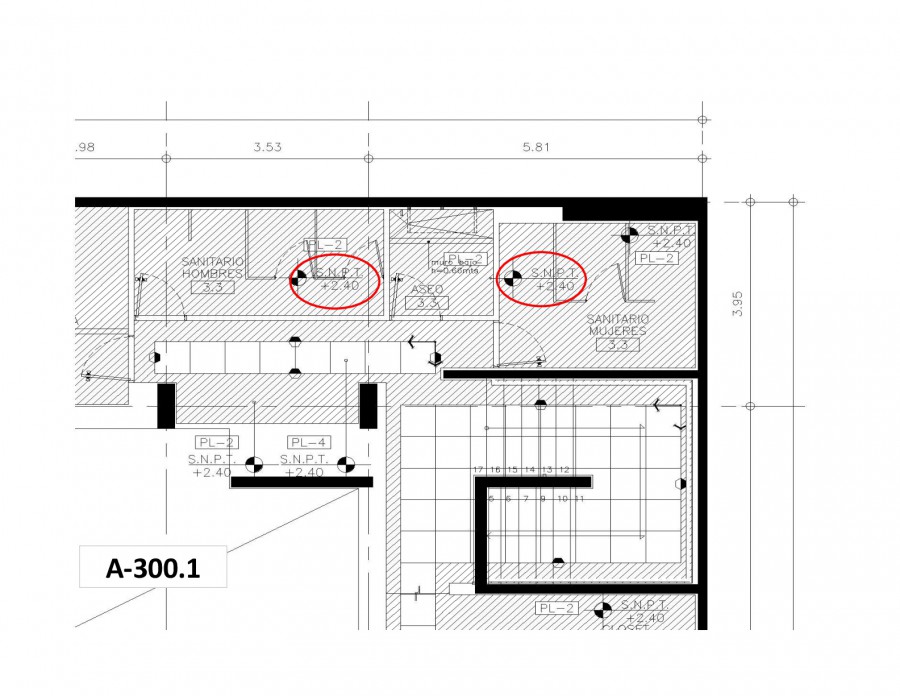 .98
3.53
5.81
S.N.P.T.
+2.40
PL-2
PL-2
SANITARIO
HOMBRES
3.3
S.N.P.T.
+2.40
PL-2
muro bajo
h=0.66mts
ASEO
3.3
S.N.P.T.
+2.40
SANITARIO
MUJERES
3.3
3.95
PL-2
S.N.P.T.
+2.40
PL-4
S.N.P.T.
+2.40
17 16 15 14 13 12
5 6 7 9 10 11
A-300.1
PL-2
S.N.P.T.
+2.40
CLOSET